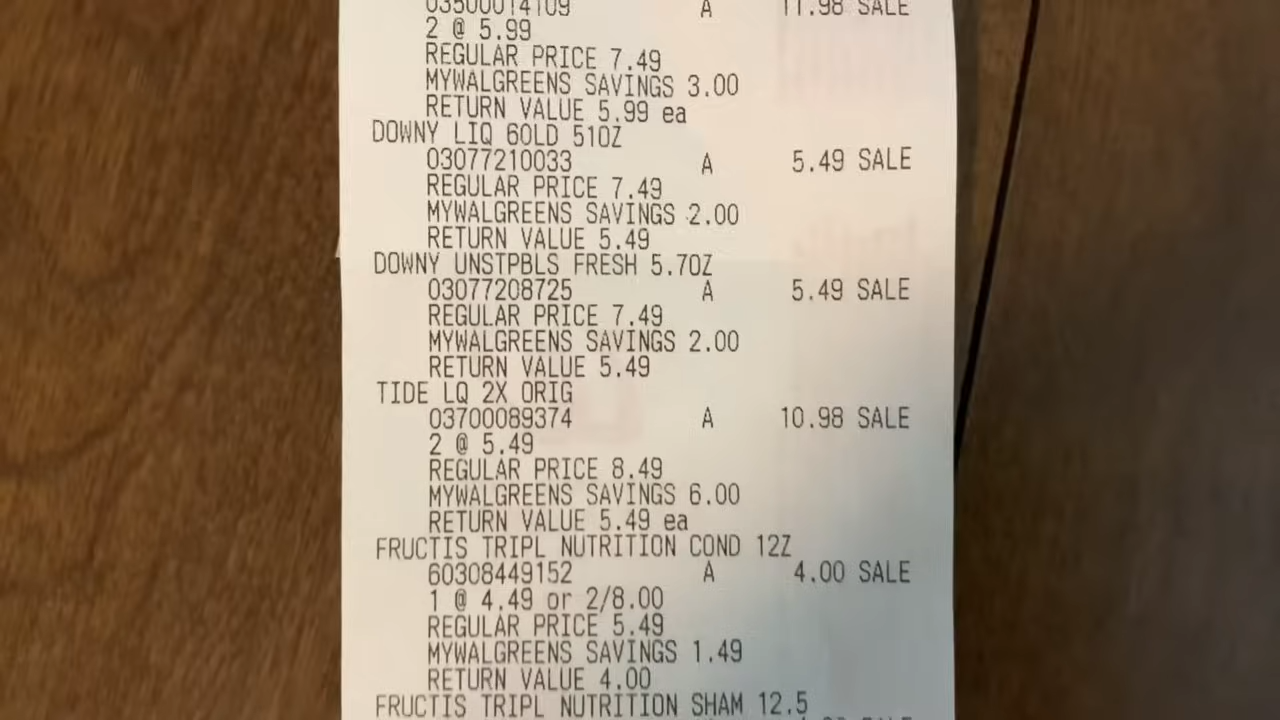 03500014109 A 11.98 SALE
2 @ 5.99
REGULAR PRICE 7.49
MYWALGREENS SAVINGS 3.00
RETURN VALUE 5.99 ea
DOWNY LIQ 60LD 51OZ
03077210033 A 5.49 SALE
REGULAR PRICE 7.49
MYWALGREENS SAVINGS 2.00
RETURN VALUE 5.49
DOWNY UNSTPBLS FRESH 5.7OZ
03077208725 A 5.49 SALE
REGULAR PRICE 7.49
MYWALGREENS SAVINGS 2.00
RETURN VALUE 5.49
TIDE LQ 2X ORIG
03700089374 A 10.98 SALE
2 @ 5.49
REGULAR PRICE 8.49
MYWALGREENS SAVINGS 6.00
RETURN VALUE 5.49 ea
FRUCTIS TRIPL NUTRITION COND 12Z
60308449152 A 4.00 SALE
1 @ 4.49 or 2/8.00
REGULAR PRICE 5.49
MYWALGREENS SAVINGS 1.49
RETURN VALUE 4.00
FRUCTIS TRIPL NUTRITION SHAM 12.5